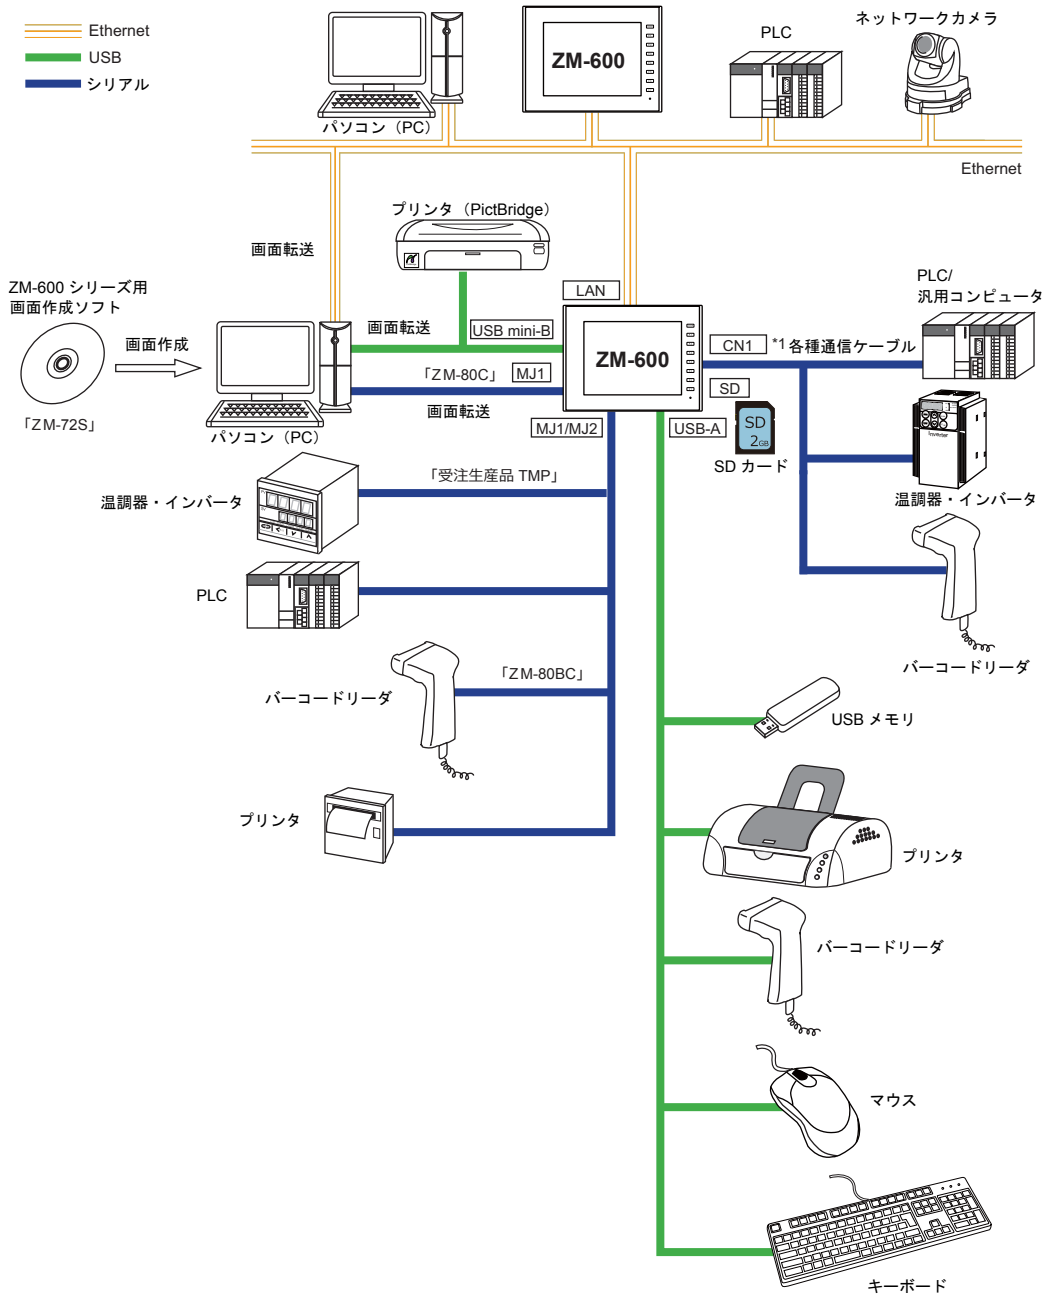 Ethernet
USB
シリアル
パソコン（PC）
ZM-600
PLC
ネットワークカメラ
Ethernet
プリンタ（PictBridge）
画面転送
ZM-600 シリーズ用
画面作成ソフト
画面作成
「ZM-72S」
パソコン（PC）
画面転送
USB mini-B
LAN
「ZM-80C」
MJ1
画面転送
ZM-600
CN1
*1各種通信ケーブル
PLC/
汎用コンピュータ
SD
SD
2GB
SD カード
MJ1/MJ2
USB-A
Inverter
温調器・インバータ
バーコードリーダ
「受注生産品 TMP」
温調器・インバータ
PLC
「ZM-80BC」
バーコードリーダ
プリンタ
USB メモリ
プリンタ
バーコードリーダ
マウス
キーボード